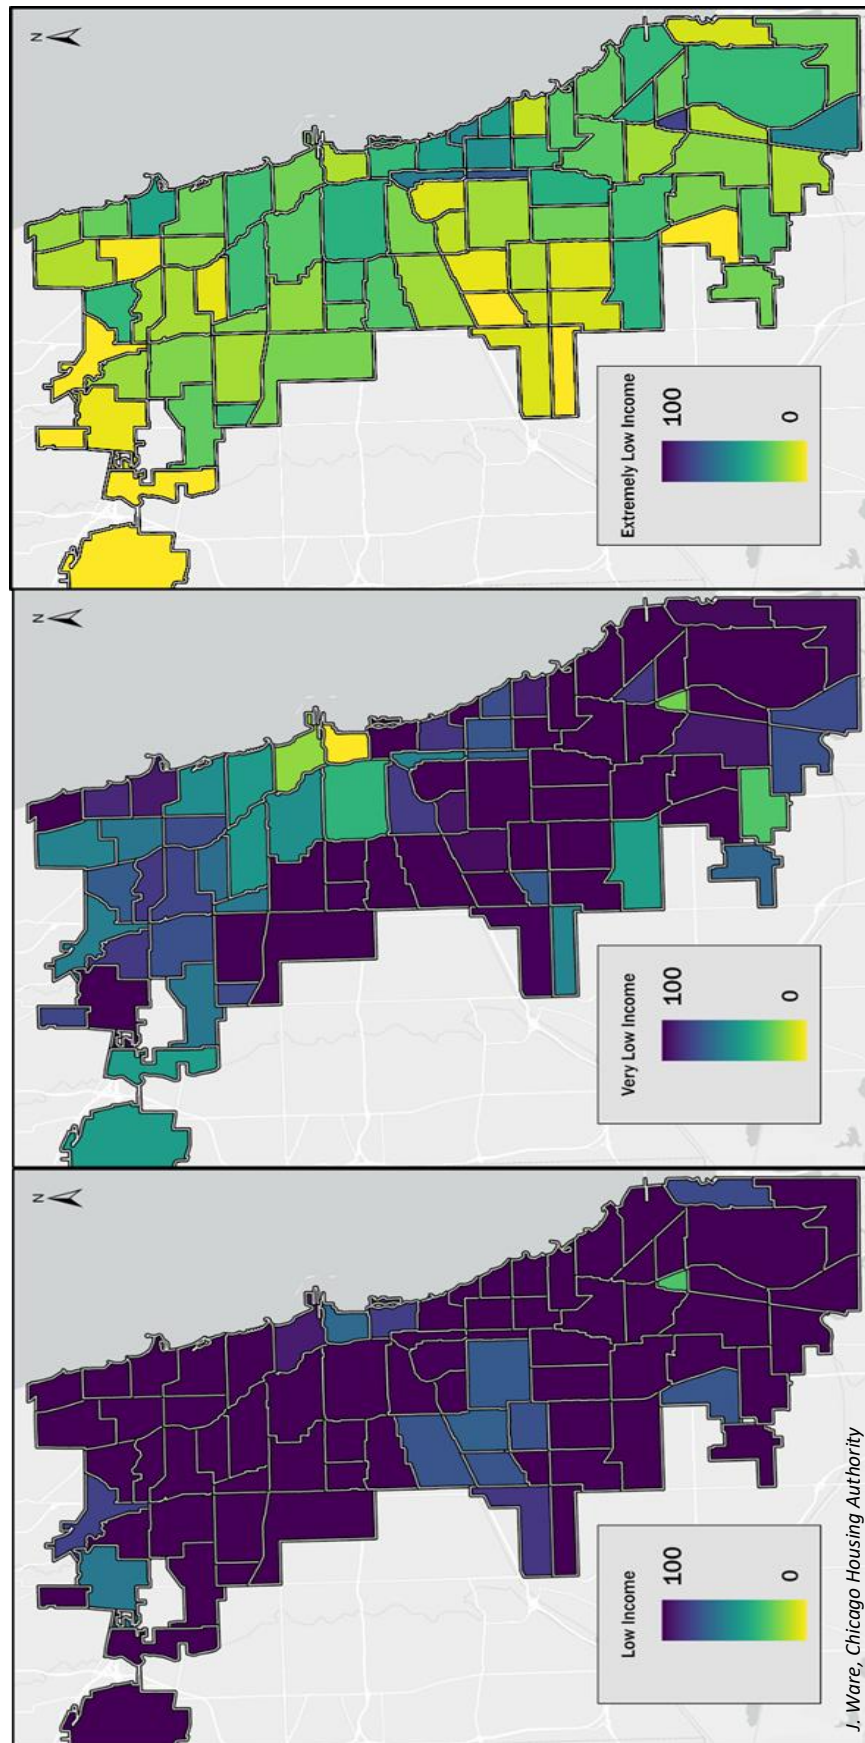 N
Low Income
100
0
N
Very Low Income
100
0
N
Extremely Low Income
100
0
J. Ware, Chicago Housing Authority